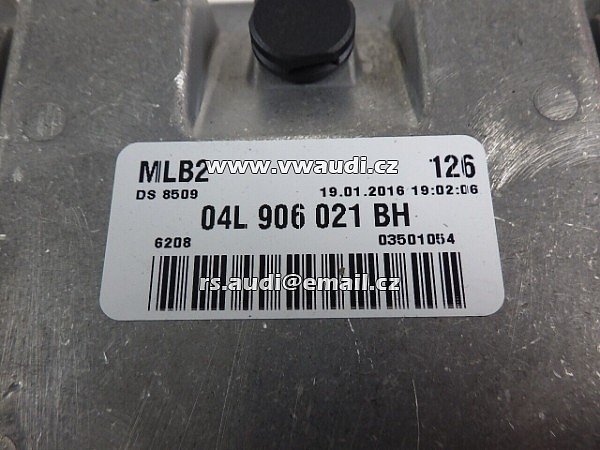 MLB2 www.vwaudi.cz 126
DS 8509 19.01.2016 19:02:06
04L 906 021 BH
6208 03501054
rs.audi@email.cz